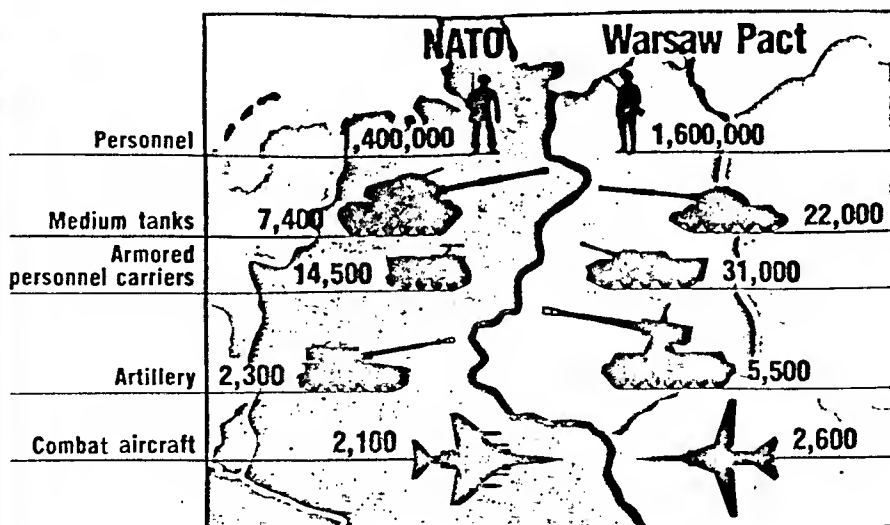 NATO Warsaw Pact
Personnel ,400,000 1,600,000
Medium tanks 7,400 22,000
Armored
personnel carriers 14,500 31,000
Artillery 2,300 5,500
Combat aircraft 2,100 2,600